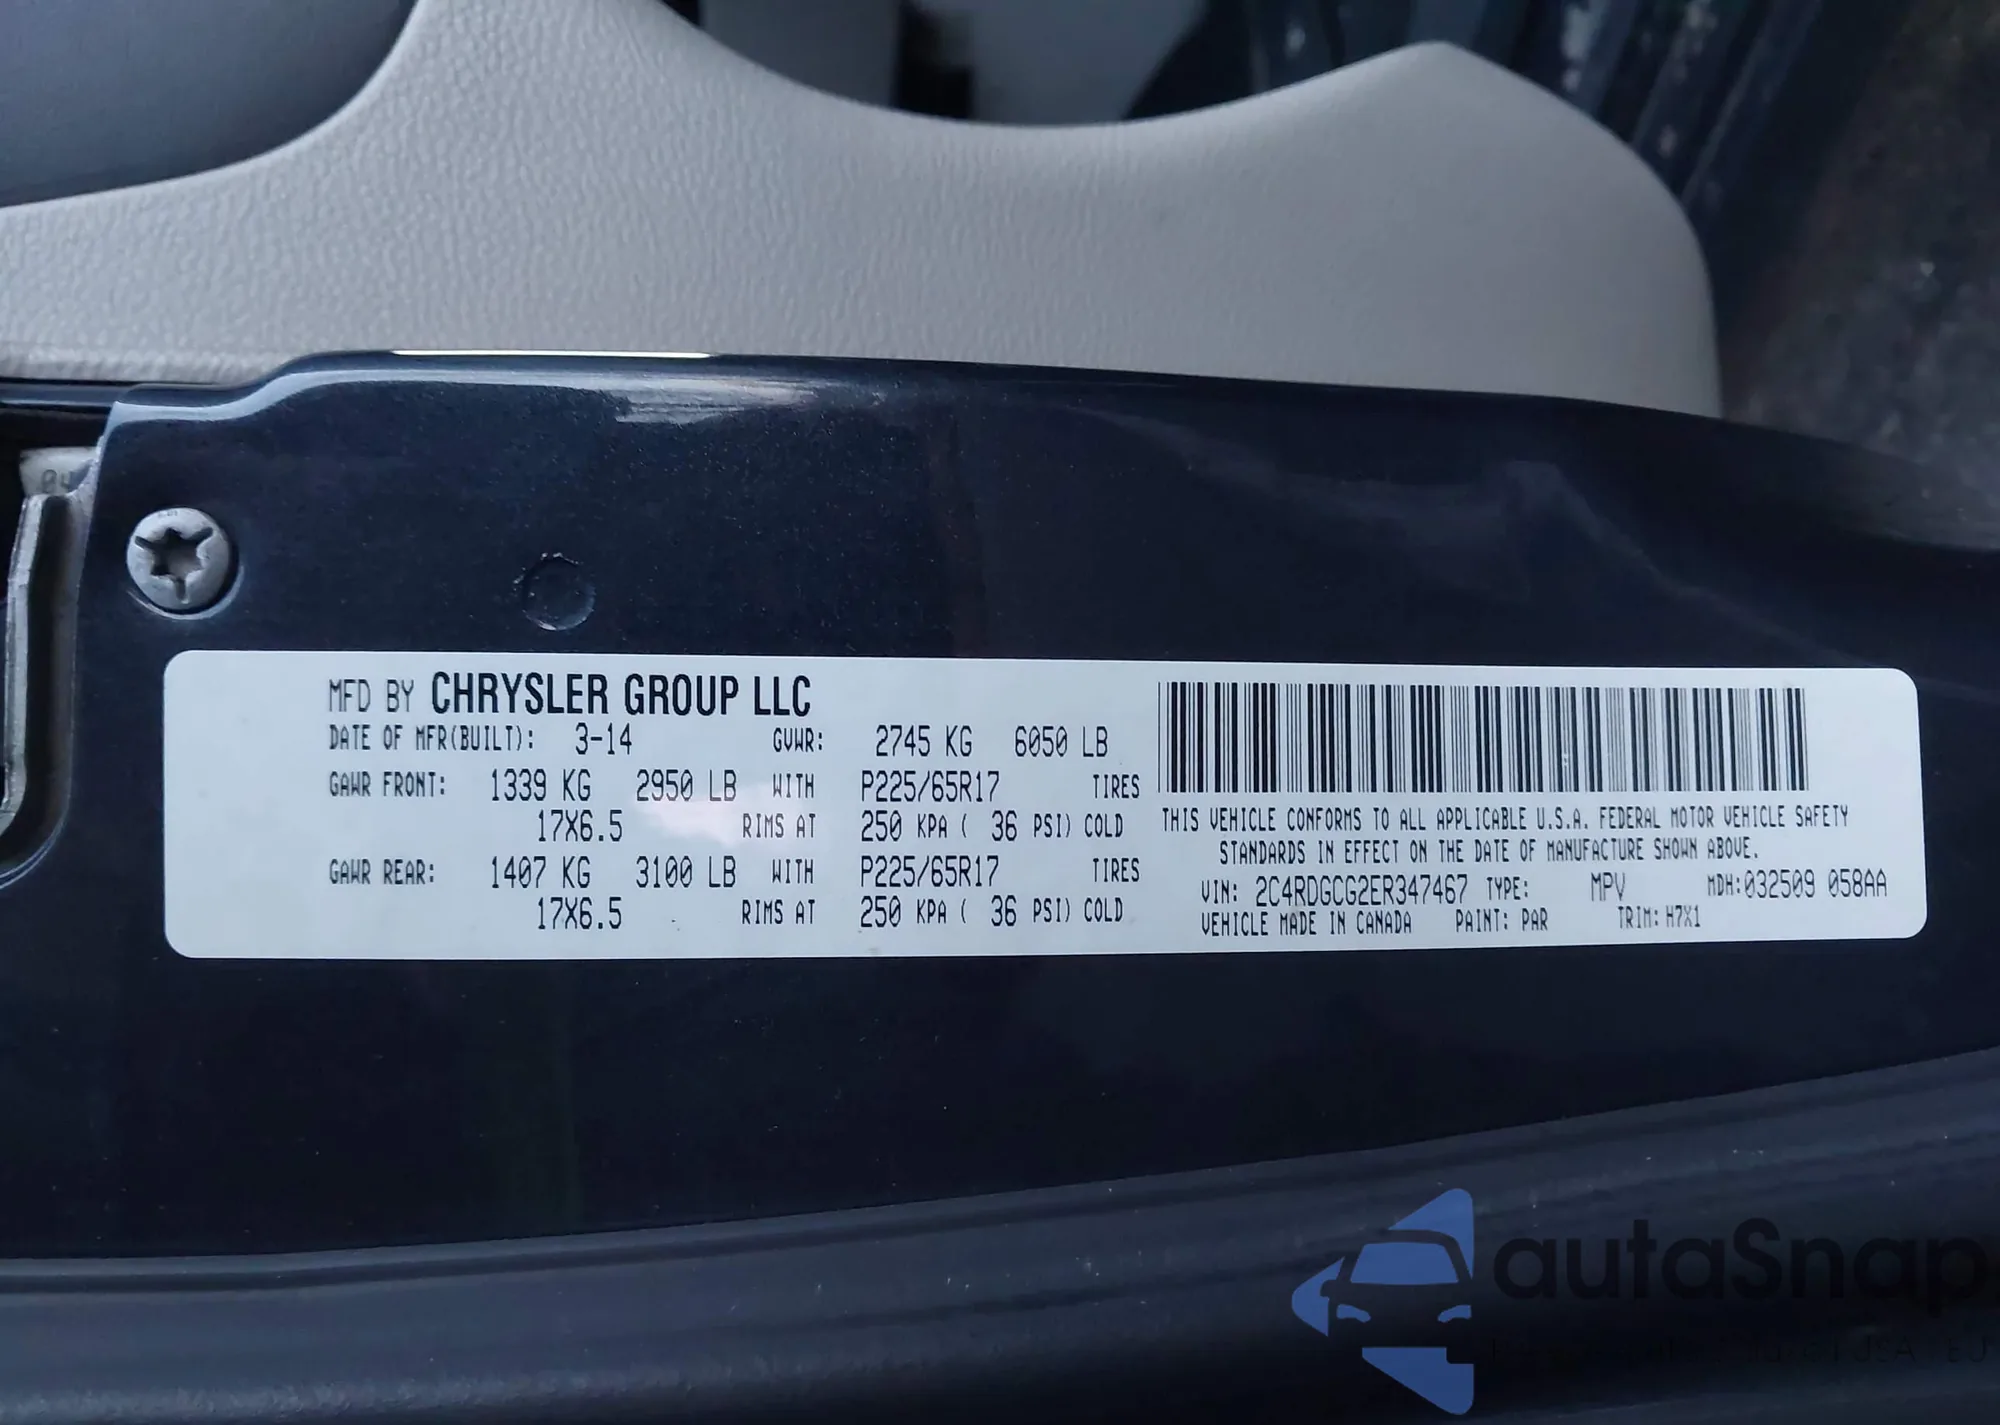 MFD BY CHRYSLER GROUP LLC
DATE OF MFR(BUILT): 3-14 GVWR: 2745 KG 6050 LB
GAWR FRONT: 1339 KG 2950 LB WITH P225/65R17 TIRES
17X6.5 RIMS AT 250 KPA ( 36 PSI) COLD
GAWR REAR: 1407 KG 3100 LB WITH P225/65R17 TIRES
17X6.5 RIMS AT 250 KPA ( 36 PSI) COLD
THIS VEHICLE CONFORMS TO ALL APPLICABLE U.S.A. FEDERAL MOTOR VEHICLE SAFETY
STANDARDS IN EFFECT ON THE DATE OF MANUFACTURE SHOWN ABOVE.
VIN: 2C4RDGCG2ER347467 TYPE: MPV MDH:032509 058AA
VEHICLE MADE IN CANADA PAINT: PAR TRIM: H7X1
autaSnap